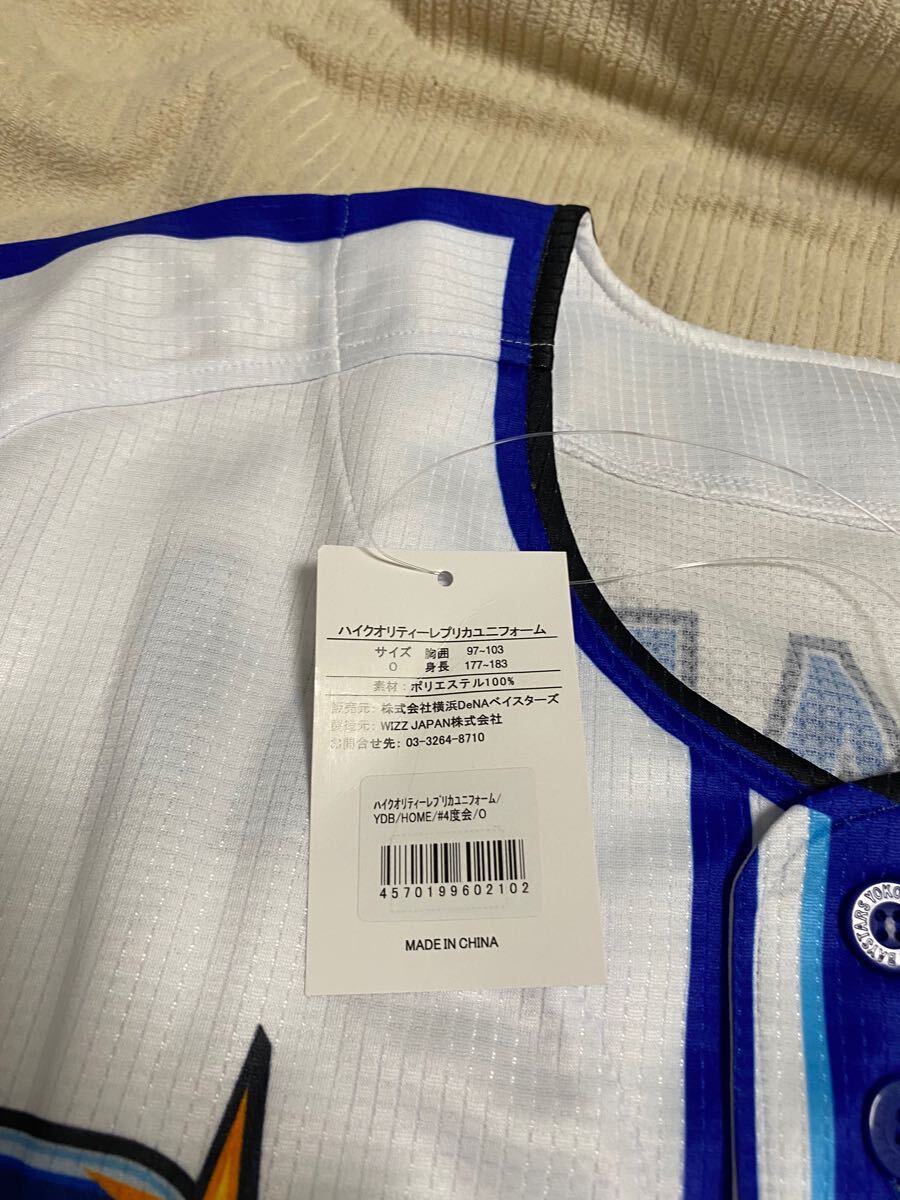 ハイクオリティーレプリカユニフォーム
サイズ 胸囲 97~103
O 身長 177~183
素材：ポリエステル100%
販売元：株式会社横浜DeNAベイスターズ
製造元：WIZZ JAPAN株式会社
お問合せ先：03-3264-8710
ﾊｲｸｵﾘﾃｨｰﾚﾌﾟﾘｶﾕﾆﾌｫｰﾑ/
YDB/HOME/#4度会/O
4570199602102
MADE IN CHINA
BAYSTARS YOKO